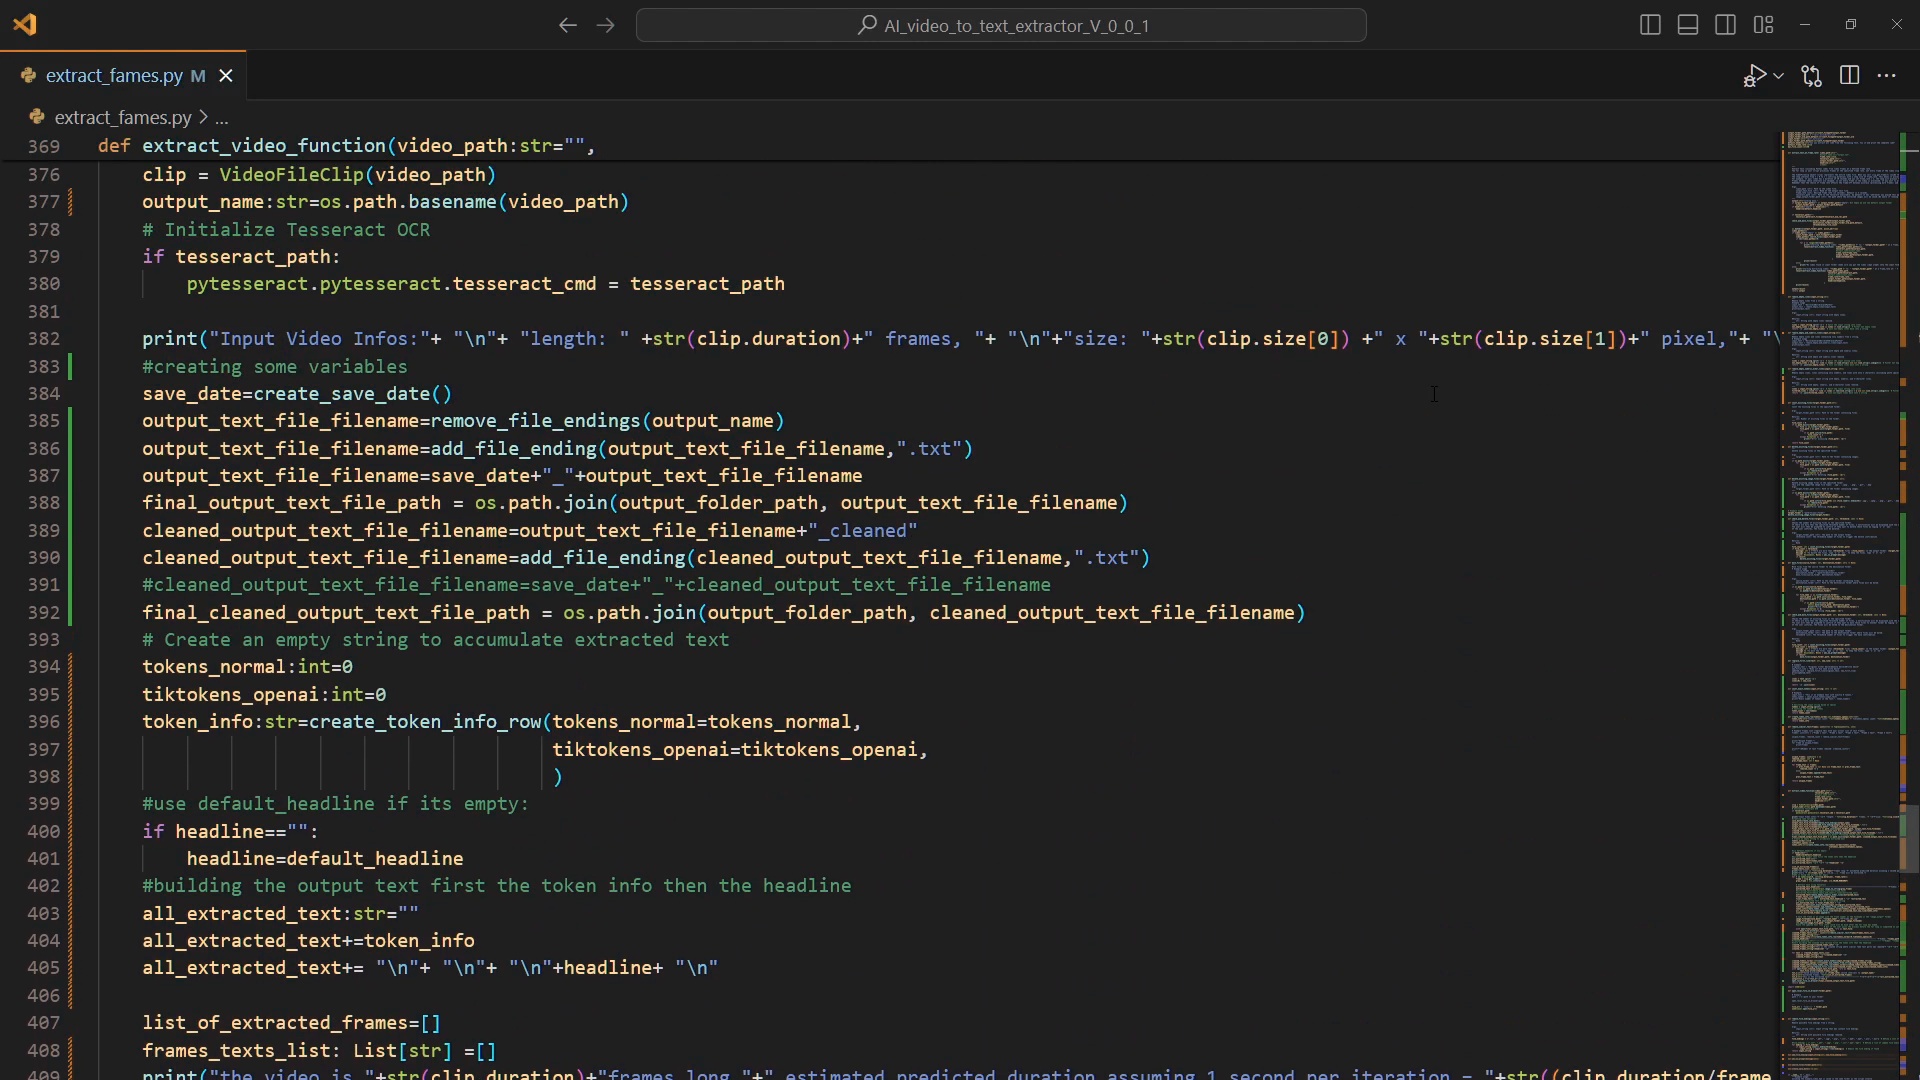 AI_video_to_text_extractor_V_0_0_1
extract_fames.py M
extract_fames.py > ...
369 def extract_video_function(video_path:str="",
376 clip = VideoFileClip(video_path)
377 output_name:str=os.path.basename(video_path)
378 # Initialize Tesseract OCR
379 if tesseract_path:
380 pytesseract.pytesseract.tesseract_cmd = tesseract_path
381
382 print("Input Video Infos:"+ "\n"+ "length: " +str(clip.duration)+" frames, "+ "\n"+"size: "+str(clip.size[0]) +" x "+str(clip.size[1])+" pixel,"+ "\
383 #creating some variables
384 save_date=create_save_date()
385 output_text_file_filename=remove_file_endings(output_name)
386 output_text_file_filename=add_file_ending(output_text_file_filename,".txt")
387 output_text_file_filename=save_date+"_"+output_text_file_filename
388 final_output_text_file_path = os.path.join(output_folder_path, output_text_file_filename)
389 cleaned_output_text_file_filename=output_text_file_filename+"_cleaned"
390 cleaned_output_text_file_filename=add_file_ending(cleaned_output_text_file_filename,".txt")
391 #cleaned_output_text_file_filename=save_date+"_"+cleaned_output_text_file_filename
392 final_cleaned_output_text_file_path = os.path.join(output_folder_path, cleaned_output_text_file_filename)
393 # Create an empty string to accumulate extracted text
394 tokens_normal:int=0
395 tiktokens_openai:int=0
396 token_info:str=create_token_info_row(tokens_normal=tokens_normal,
397 tiktokens_openai=tiktokens_openai,
398 )
399 #use default_headline if its empty:
400 if headline=="":
401 headline=default_headline
402 #building the output text first the token info then the headline
403 all_extracted_text:str=""
404 all_extracted_text+=token_info
405 all_extracted_text+= "\n"+ "\n"+ "\n"+headline+ "\n"
406
407 list_of_extracted_frames=[]
408 frames_texts_list: List[str] =[]
409 print("the video is "+str(clip.duration)+"frames long "+" estimated predicted duration assuming 1 second per iteration = "+str((clip.duration/frame